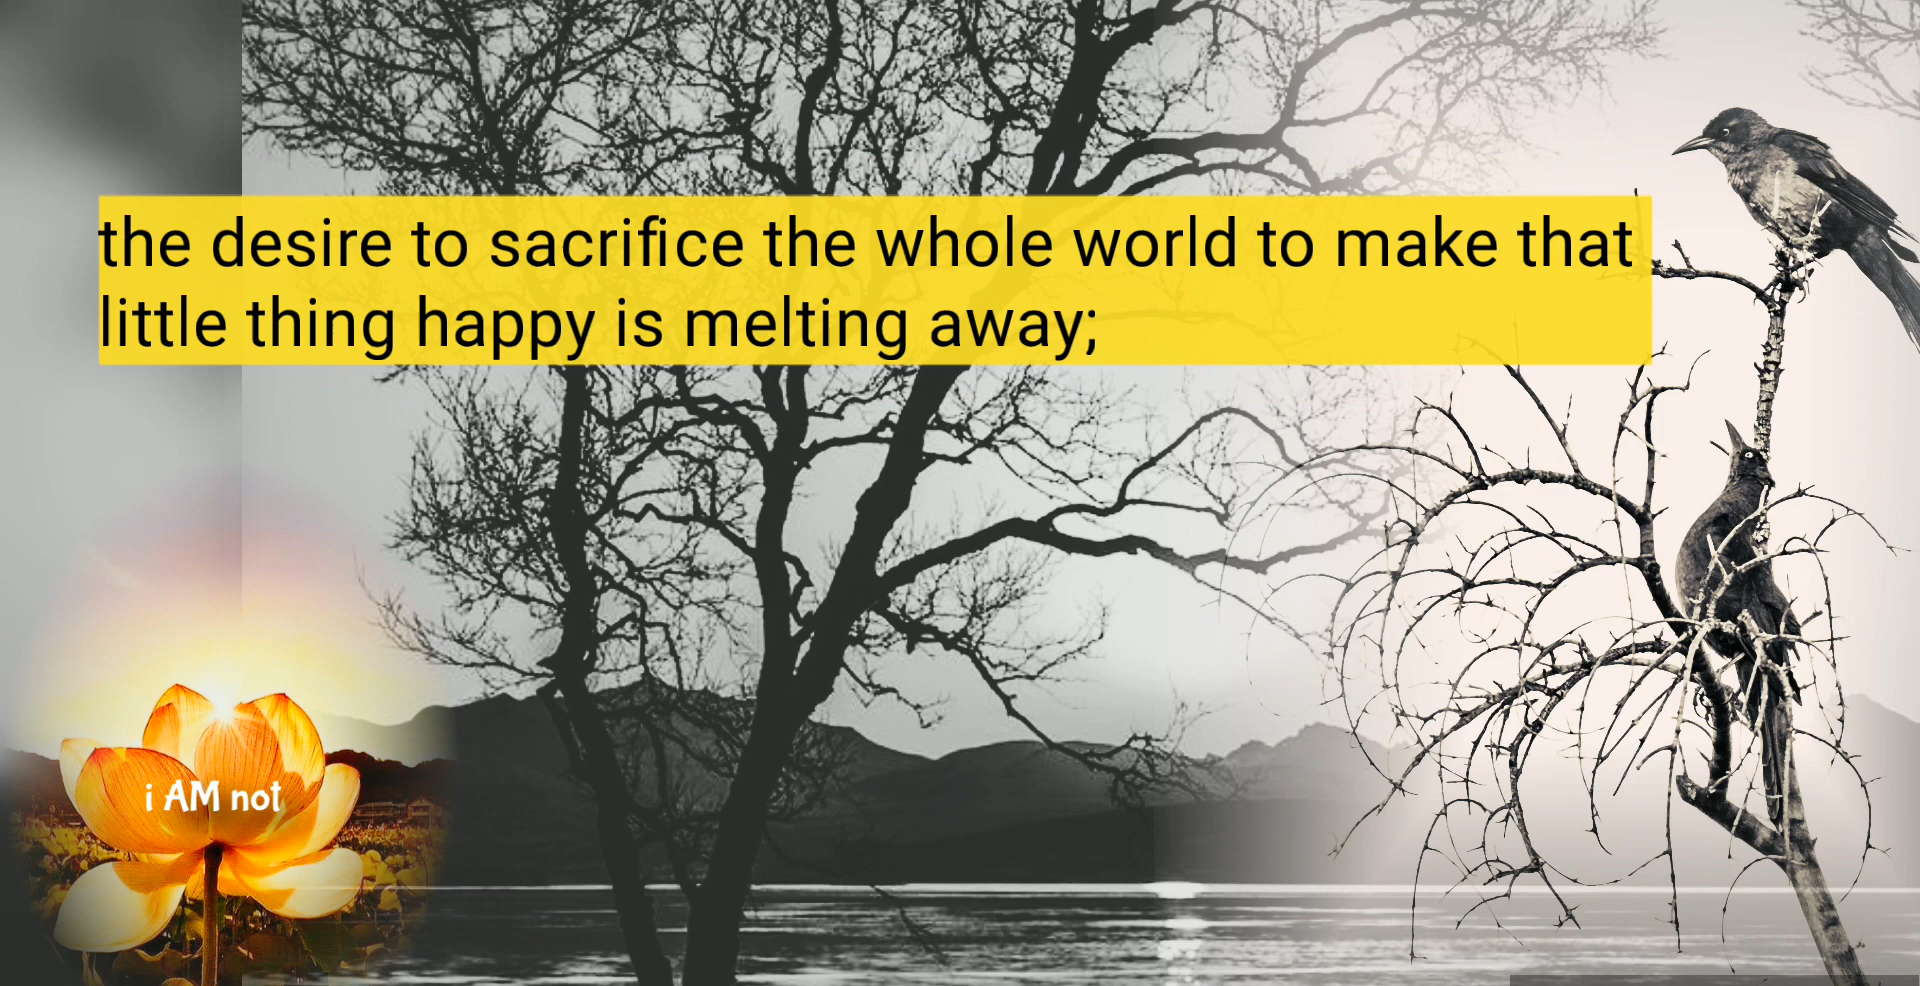 the desire to sacrifice the whole world to make that
little thing happy is melting away;
i AM not